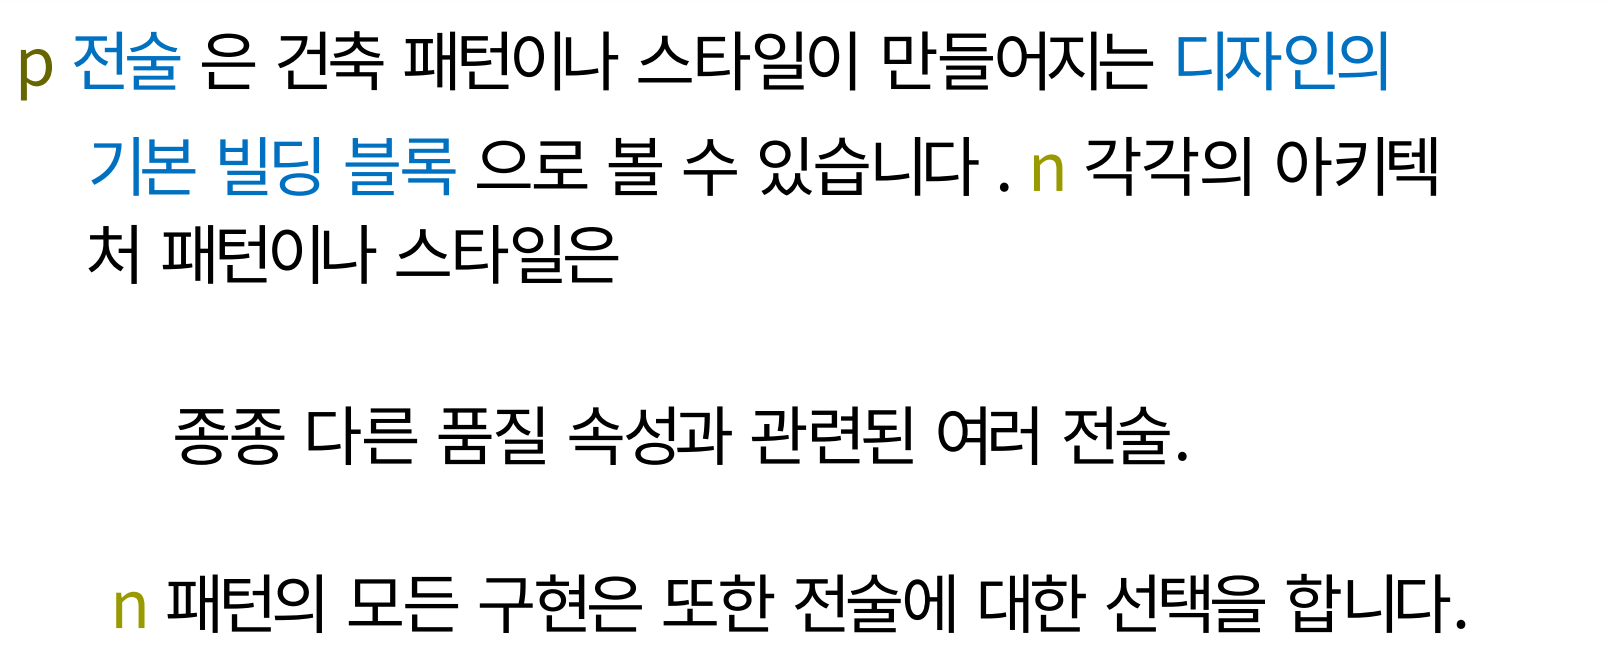 p 전술 은 건축 패턴이나 스타일이 만들어지는 디자인의
기본 빌딩 블록 으로 볼 수 있습니다 . n 각각의 아키텍
처 패턴이나 스타일은
종종 다른 품질 속성과 관련된 여러 전술.
n 패턴의 모든 구현은 또한 전술에 대한 선택을 합니다.